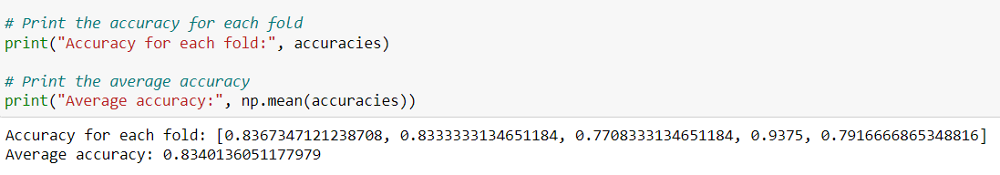 # Print the accuracy for each fold
print("Accuracy for each fold:", accuracies)
# Print the average accuracy
print("Average accuracy:", np.mean(accuracies))
Accuracy for each fold: [0.8367347121238708, 0.8333333134651184, 0.7708333134651184, 0.9375, 0.7916666865348816]
Average accuracy: 0.8340136051177979